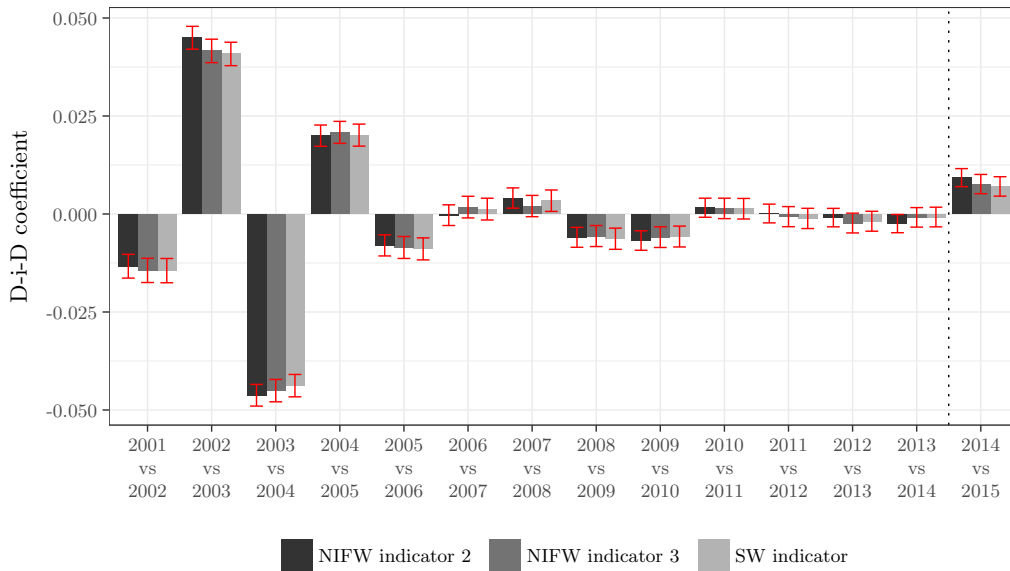 0.050
0.025
0.000
-0.025
-0.050
D-i-D coefficient
2001 vs 2002
2002 vs 2003
2003 vs 2004
2004 vs 2005
2005 vs 2006
2006 vs 2007
2007 vs 2008
2008 vs 2009
2009 vs 2010
2010 vs 2011
2011 vs 2012
2012 vs 2013
2013 vs 2014
2014 vs 2015
NIFW indicator 2
NIFW indicator 3
SW indicator